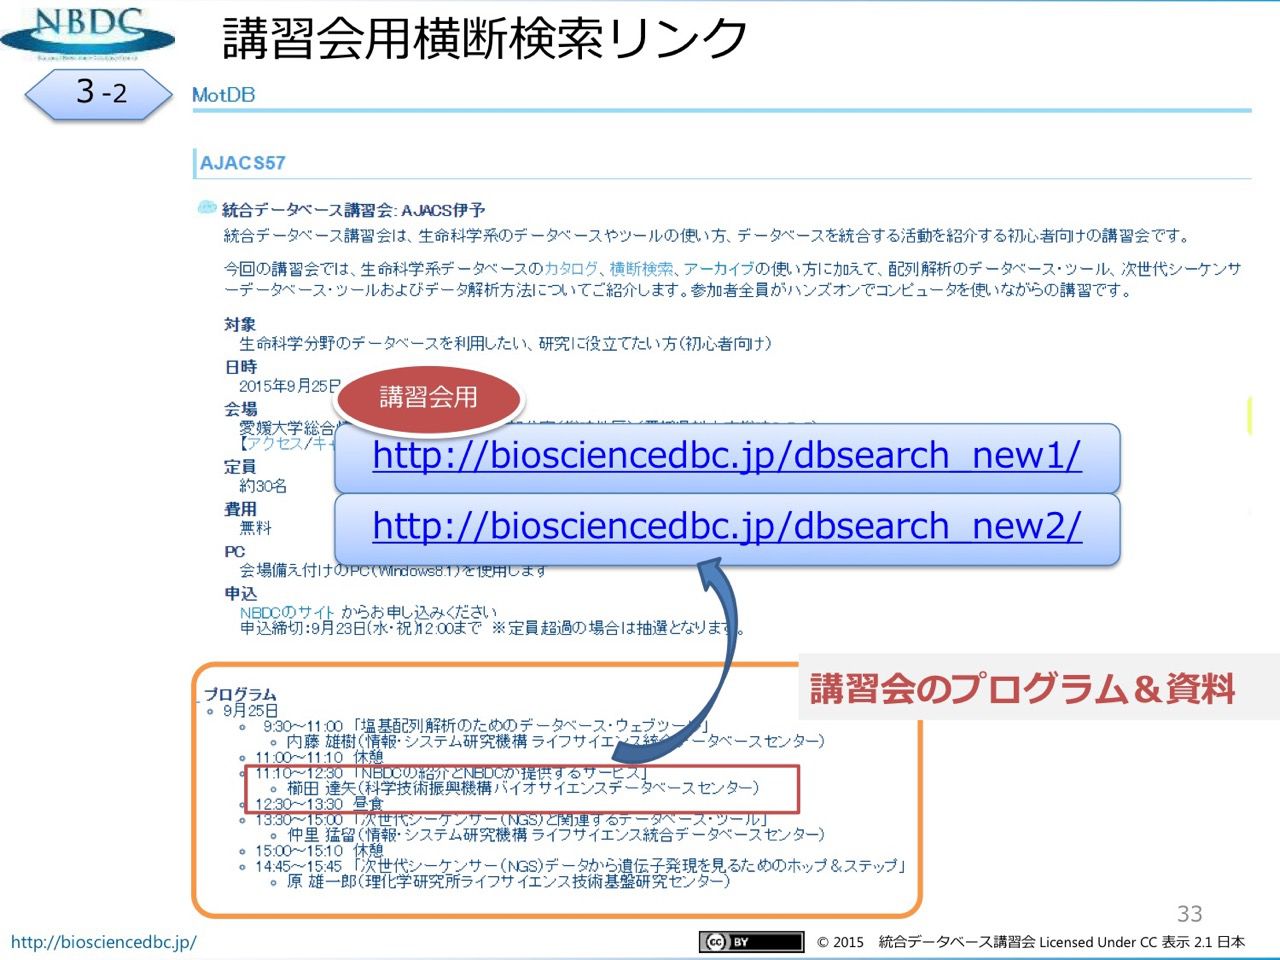 NBDC
講習会用横断検索リンク
3-2
MotDB
AJACS57
統合データベース講習会: AJACS伊予
統合データベース講習会は、生命科学系のデータベースやツールの使い方、データベースを統合する活動を紹介する初心者向けの講習会です。
今回の講習会では、生命科学系データベースのカタログ、横断検索、アーカイブの使い方に加えて、配列解析のデータベース・ツール、次世代シーケンサ
ーデータベース・ツールおよびデータ解析方法についてご紹介します。参加者全員がハンズオンでコンピュータを使いながらの講習です。
対象
生命科学分野のデータベースを利用したい、研究に役立てたい方(初心者向け)
日時
2015年9月25日
講習会用
会場
愛媛大学総合
【アクセス/キ
http://biosciencedbc.jp/dbsearch_new1/
定員
約30名
費用
無料
http://biosciencedbc.jp/dbsearch_new2/
PC
会場備え付けのPC(Windows8.1)を使用します
申込
NBDCのサイト からお申し込みください
申込締切:9月23日(水・祝)12:00まで ※定員超過の場合は抽選となります。
講習会のプログラム&資料
プログラム
9月25日
9:30～11:00 「塩基配列解析のためのデータベース・ウェブツール」
内藤 雄樹(情報・システム研究機構 ライフサイエンス統合データベースセンター)
11:00～11:10 休憩
11:10～12:30 「NBDCの紹介とNBDCが提供するサービス」
櫛田 達矢(科学技術振興機構 バイオサイエンスデータベースセンター)
12:30～13:30 昼食
13:30～15:00 「次世代シーケンサー(NGS)と関連するデータベース・ツール」
仲里 猛留(情報・システム研究機構 ライフサイエンス統合データベースセンター)
15:00～15:10 休憩
14:45～15:45 「次世代シーケンサー(NGS)データから遺伝子発現を見るためのホップ&ステップ」
原 雄一郎(理化学研究所ライフサイエンス技術基盤研究センター)
33
http://biosciencedbc.jp/
cc BY
© 2015 統合データベース講習会 Licensed Under CC 表示 2.1 日本